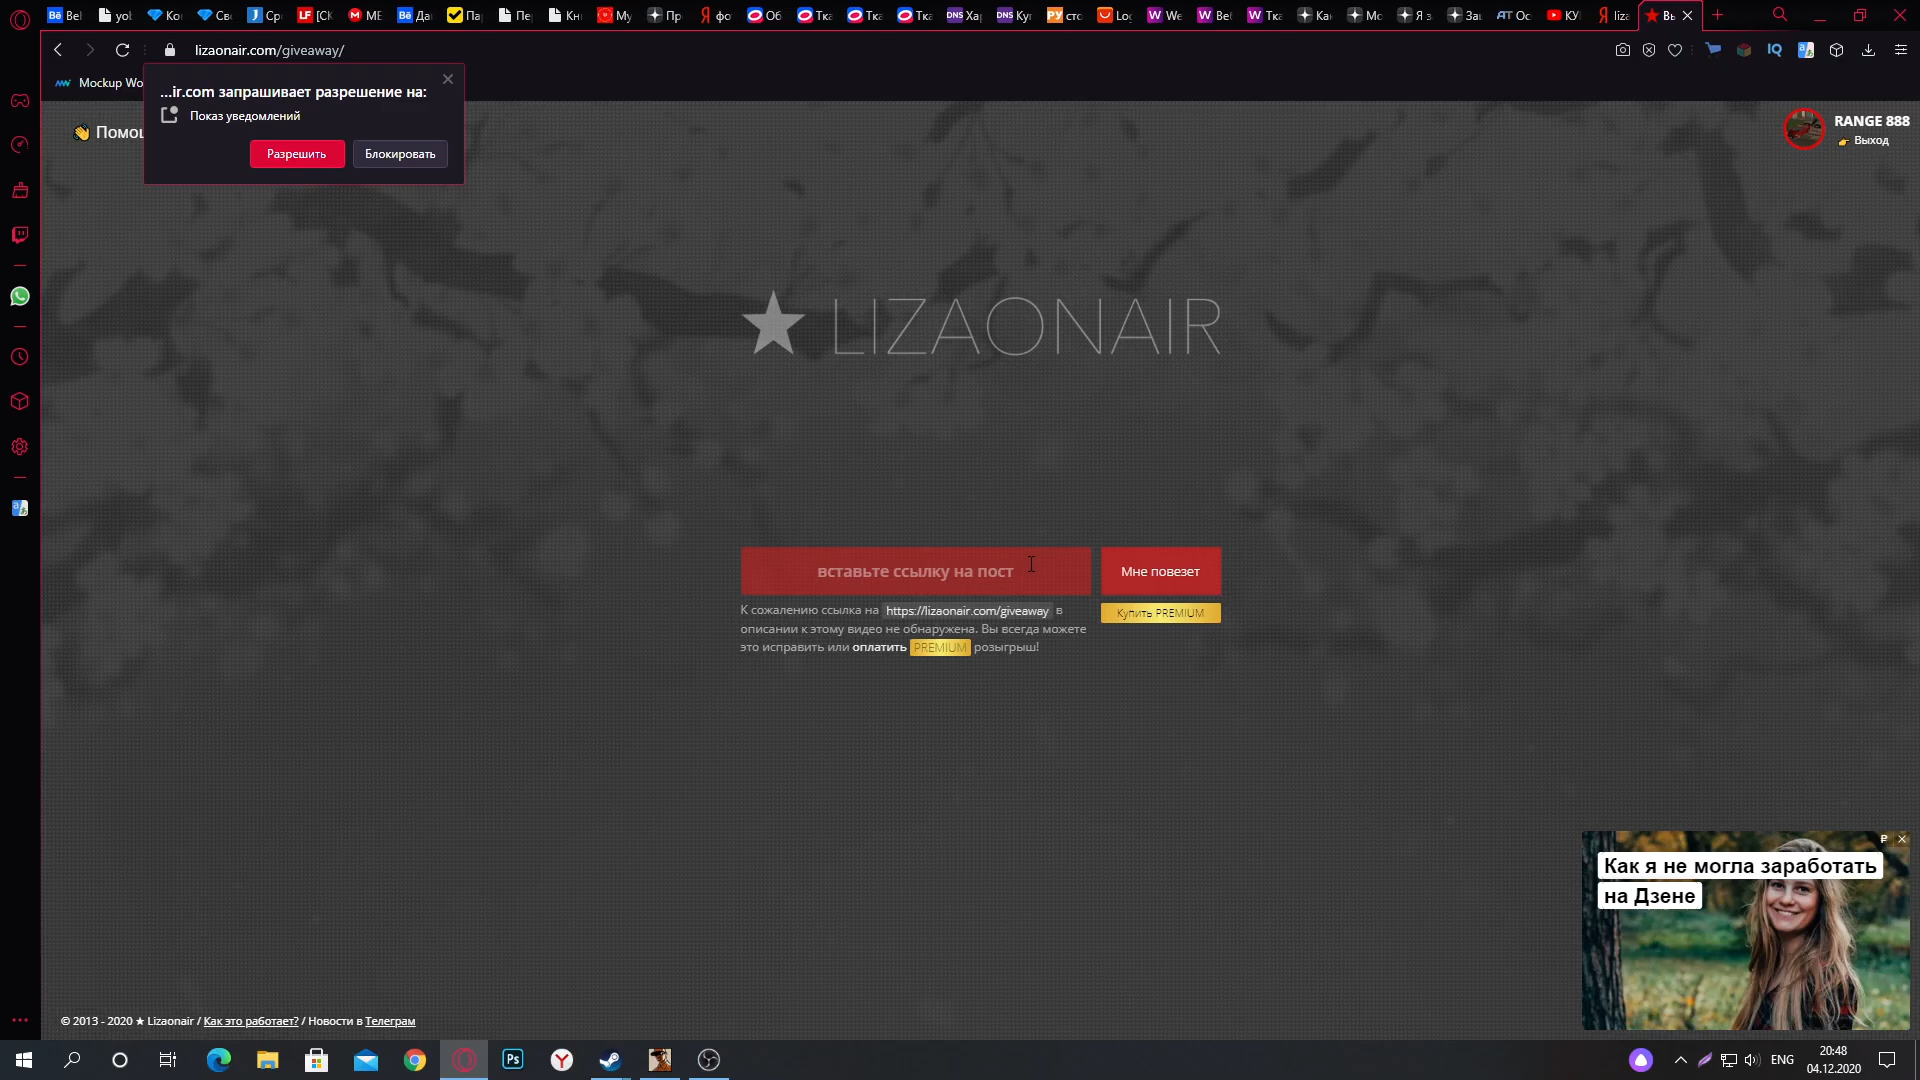 lizaonair.com/giveaway/
Mockup Wo
...ir.com запрашивает разрешение на:
Показ уведомлений
Разрешить
Блокировать
RANGE 888
Выход
★ LIZAONAIR
вставьте ссылку на пост
Мне повезет
К сожалению ссылка на https://lizaonair.com/giveaway в
описании к этому видео не обнаружена. Вы всегда можете
это исправить или оплатить PREMIUM розыгрыш!
Купить PREMIUM
Как я не могла заработать
на Дзене
© 2013 - 2020 ★ Lizaonair / Как это работает? / Новости в Телеграм
ENG
20:48
04.12.2020